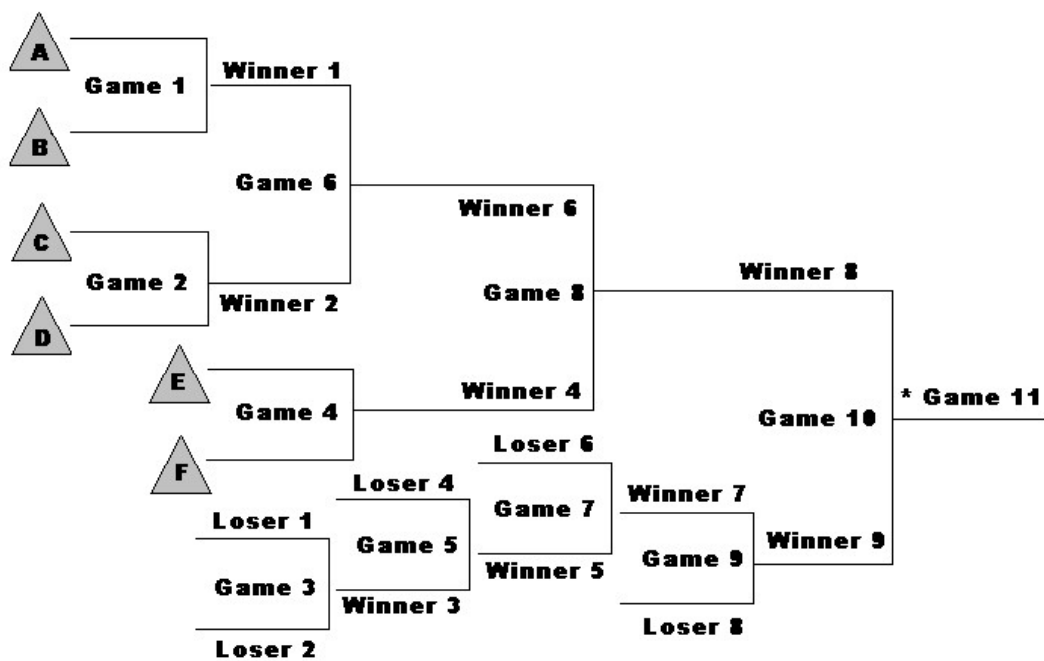 A
Game 1
Winner 1
B
Game 6
Winner 6
C
Game 2
Winner 2
D
Game 8
Winner 8
E
Game 4
Winner 4
F
* Game 11
Game 10
Loser 6
Loser 4
Game 7
Winner 7
Loser 1
Game 5
Winner 5
Game 9
Winner 9
Game 3
Winner 3
Loser 2
Loser 8